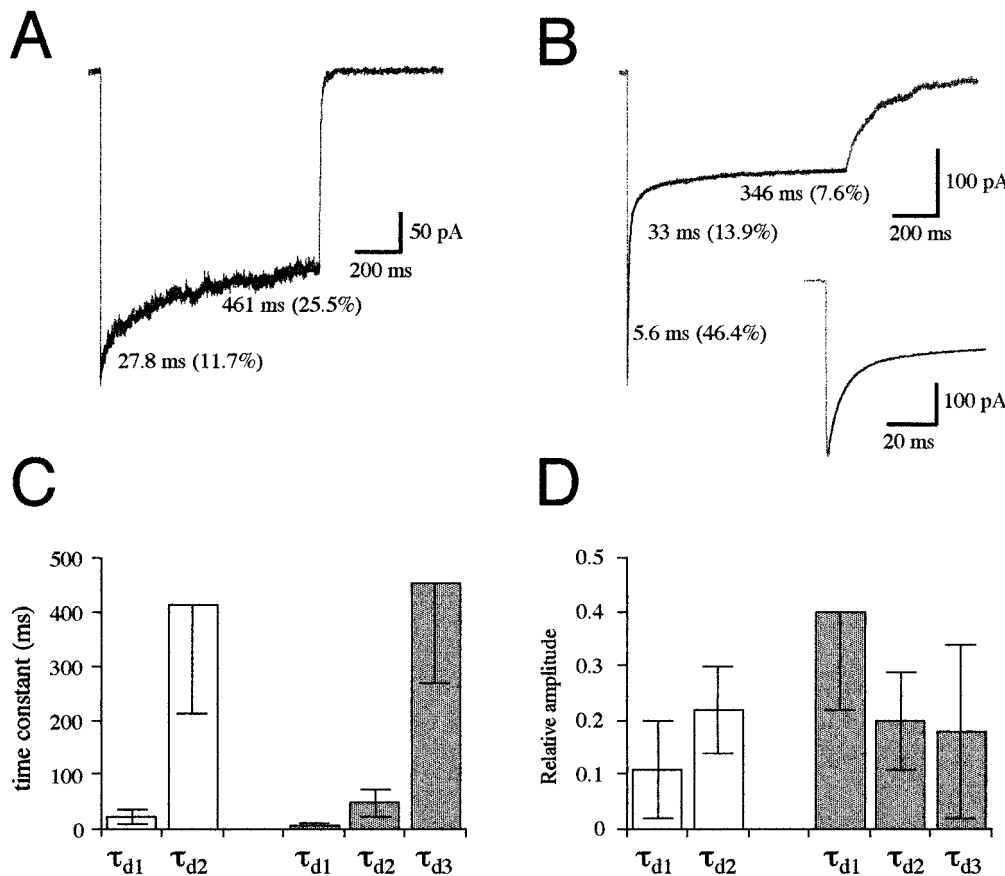 A
50 pA
200 ms
461 ms (25.5%)
27.8 ms (11.7%)
B
100 pA
200 ms
346 ms (7.6%)
33 ms (13.9%)
5.6 ms (46.4%)
100 pA
20 ms
C
time constant (ms)
500
400
300
200
100
0
τd1 τd2 τd1 τd2 τd3
D
Relative amplitude
0.5
0.4
0.3
0.2
0.1
0
τd1 τd2 τd1 τd2 τd3